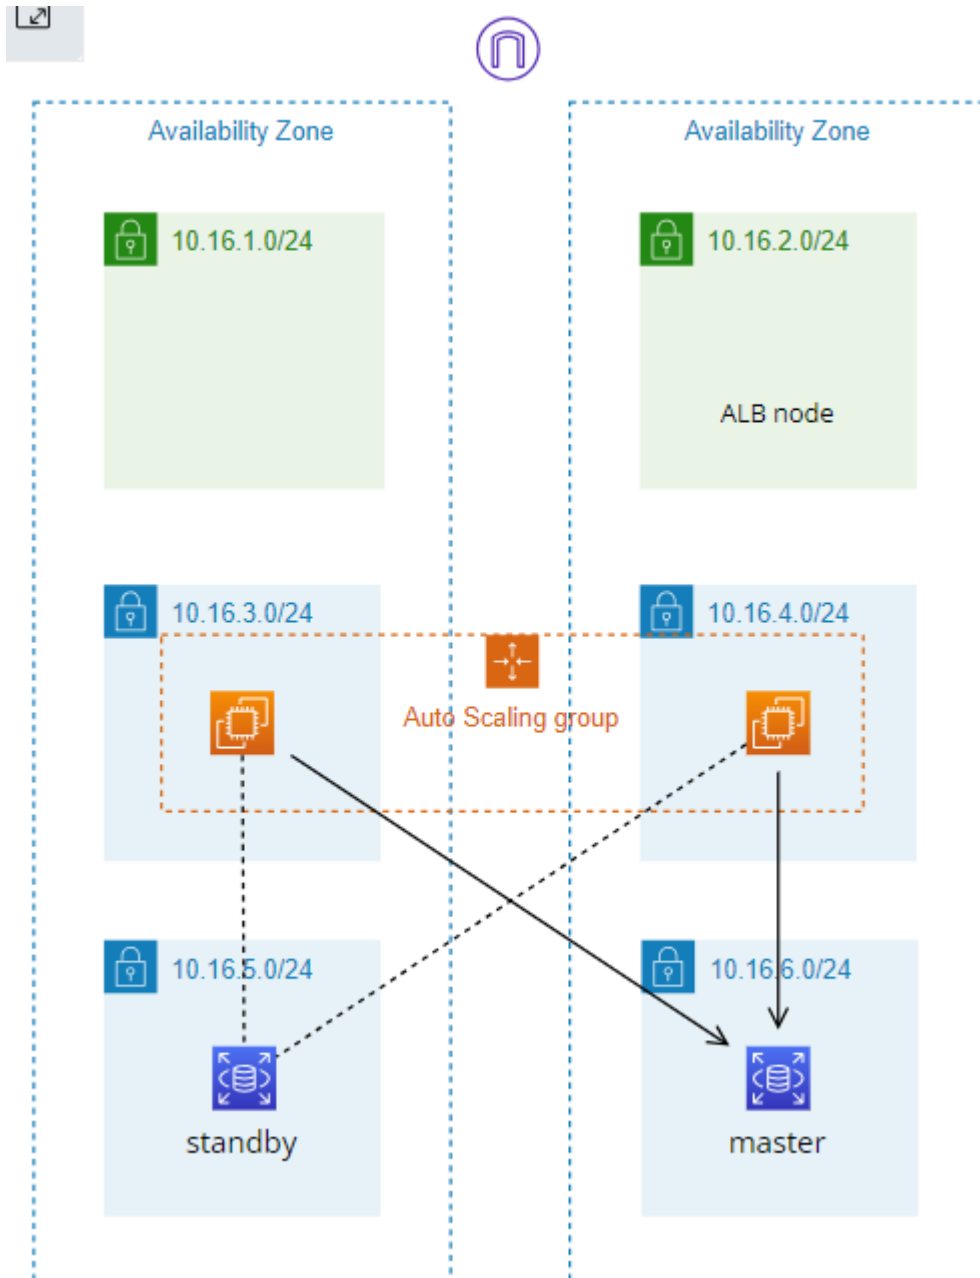 Availability Zone
Availability Zone
10.16.1.0/24
10.16.2.0/24
ALB node
10.16.3.0/24
10.16.4.0/24
Auto Scaling group
10.16.5.0/24
10.16.6.0/24
standby
master